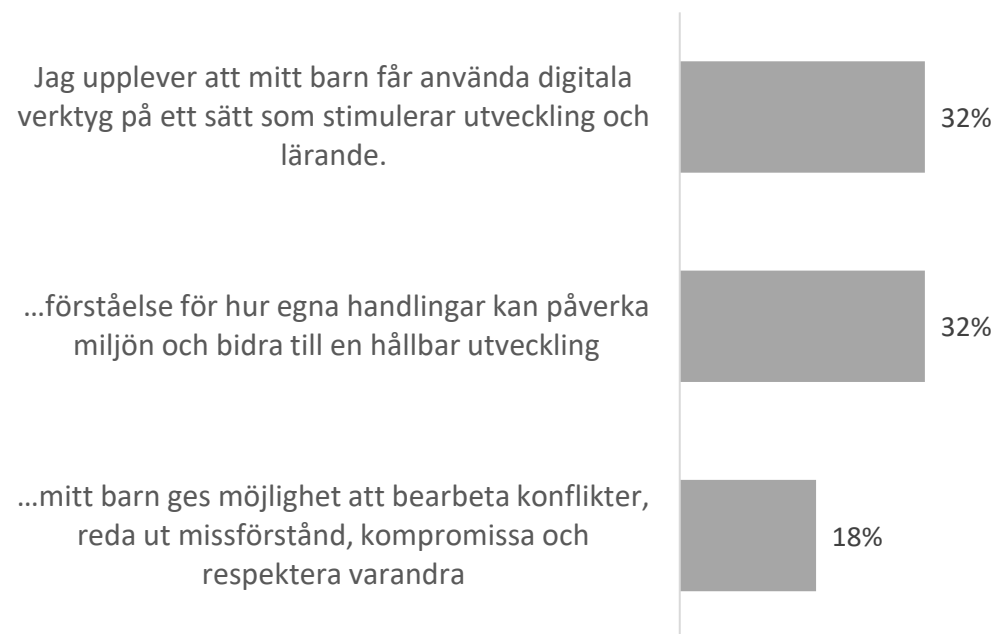 Jag upplever att mitt barn får använda digitala
verktyg på ett sätt som stimulerar utveckling och
lärande.
32%
…förståelse för hur egna handlingar kan påverka
miljön och bidra till en hållbar utveckling
32%
…mitt barn ges möjlighet att bearbeta konflikter,
reda ut missförstånd, kompromissa och
respektera varandra
18%